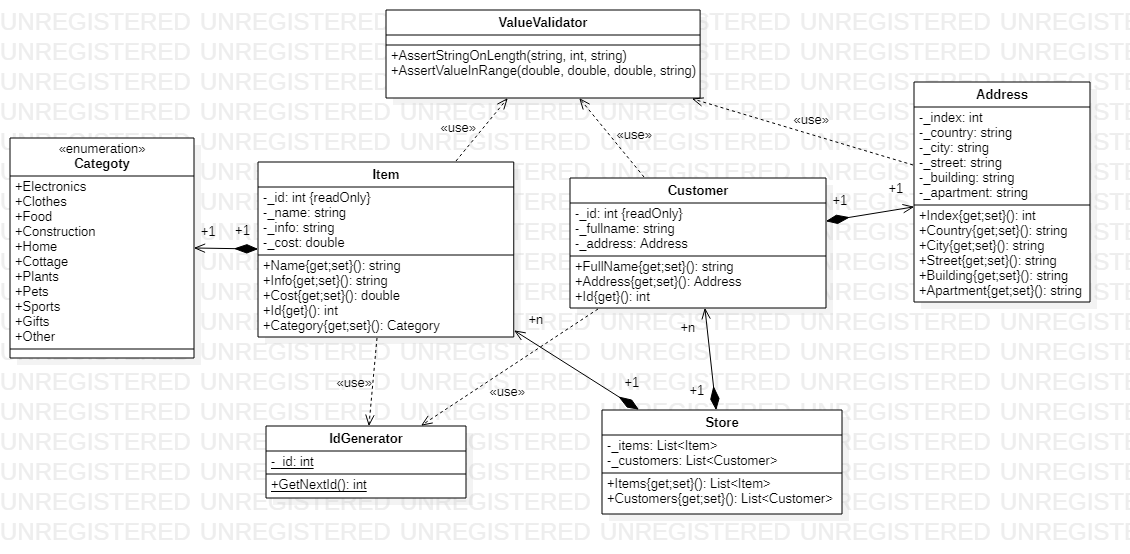 ValueValidator
+AssertStringOnLength(string, int, string)
+AssertValueInRange(double, double, double, string)
«use»
«use»
«use»
Address
-_index: int
-_country: string
-_city: string
-_street: string
-_building: string
-_apartment: string
+Index{get;set}(): int
+Country{get;set}(): string
+City{get;set}(): string
+Street{get;set}(): string
+Building{get;set}(): string
+Apartment{get;set}(): string
«enumeration»
Categoty
+Electronics
+Clothes
+Food
+Construction
+Home
+Cottage
+Plants
+Pets
+Sports
+Gifts
+Other
+1
+1
Item
-_id: int {readOnly}
-_name: string
-_info: string
-_cost: double
+Name{get;set}(): string
+Info{get;set}(): string
+Cost{get;set}(): double
+Id{get}(): int
+Category{get;set}(): Category
Customer
-_id: int {readOnly}
-_fullname: string
-_address: Address
+FullName{get;set}(): string
+Address{get;set}(): Address
+Id{get}(): int
+1
+1
+n
+n
«use»
«use»
+1
+1
IdGenerator
-_id: int
+GetNextId(): int
Store
-_items: List<Item>
-_customers: List<Customer>
+Items{get;set}(): List<Item>
+Customers{get;set}(): List<Customer>
UNREGISTERED